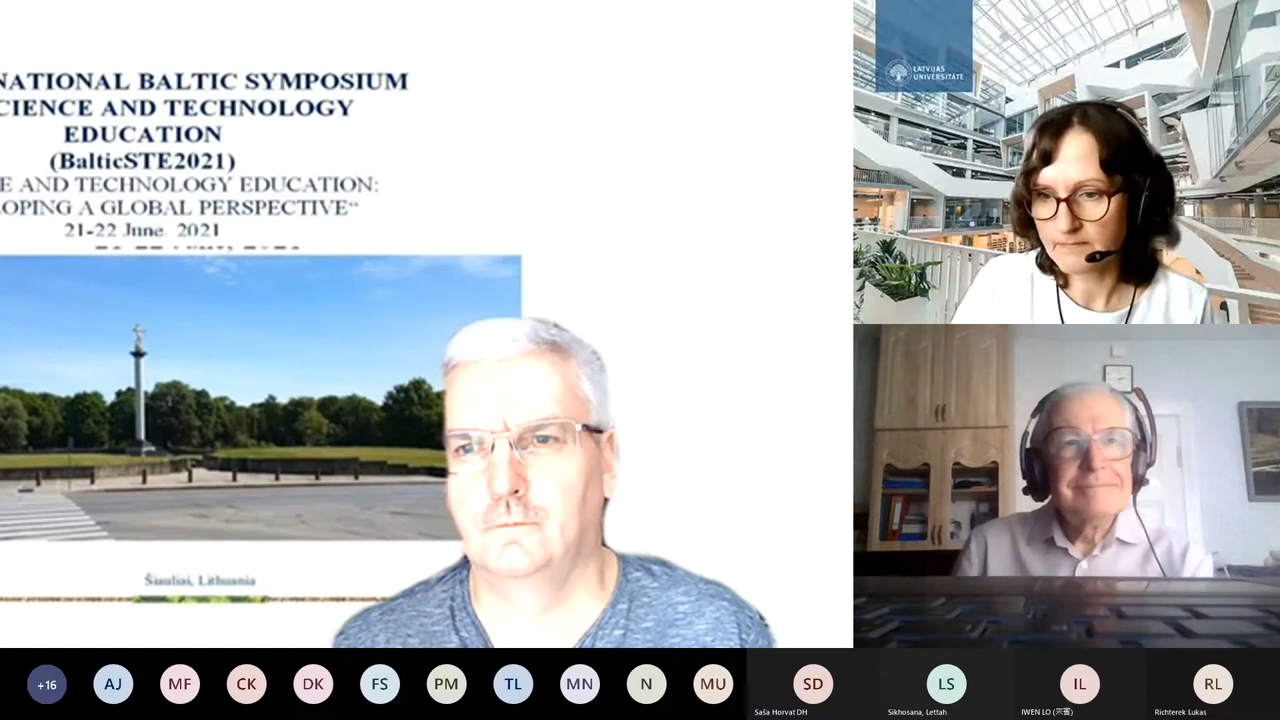 NATIONAL BALTIC SYMPOSIUM
CIENCE AND TECHNOLOGY
EDUCATION
(BalticSTE2021)
E AND TECHNOLOGY EDUCATION:
OPING A GLOBAL PERSPECTIVE“
21-22 June, 2021
Šiauliai, Lithuania
LATVIJAS
UNIVERSITĀTE
+16
AJ
MF
CK
DK
FS
PM
TL
MN
N
MU
SD
LS
IL
RL
Saša Horvat DH
Sikhosana, Lettah
IWEN LO
Richterek Lukas